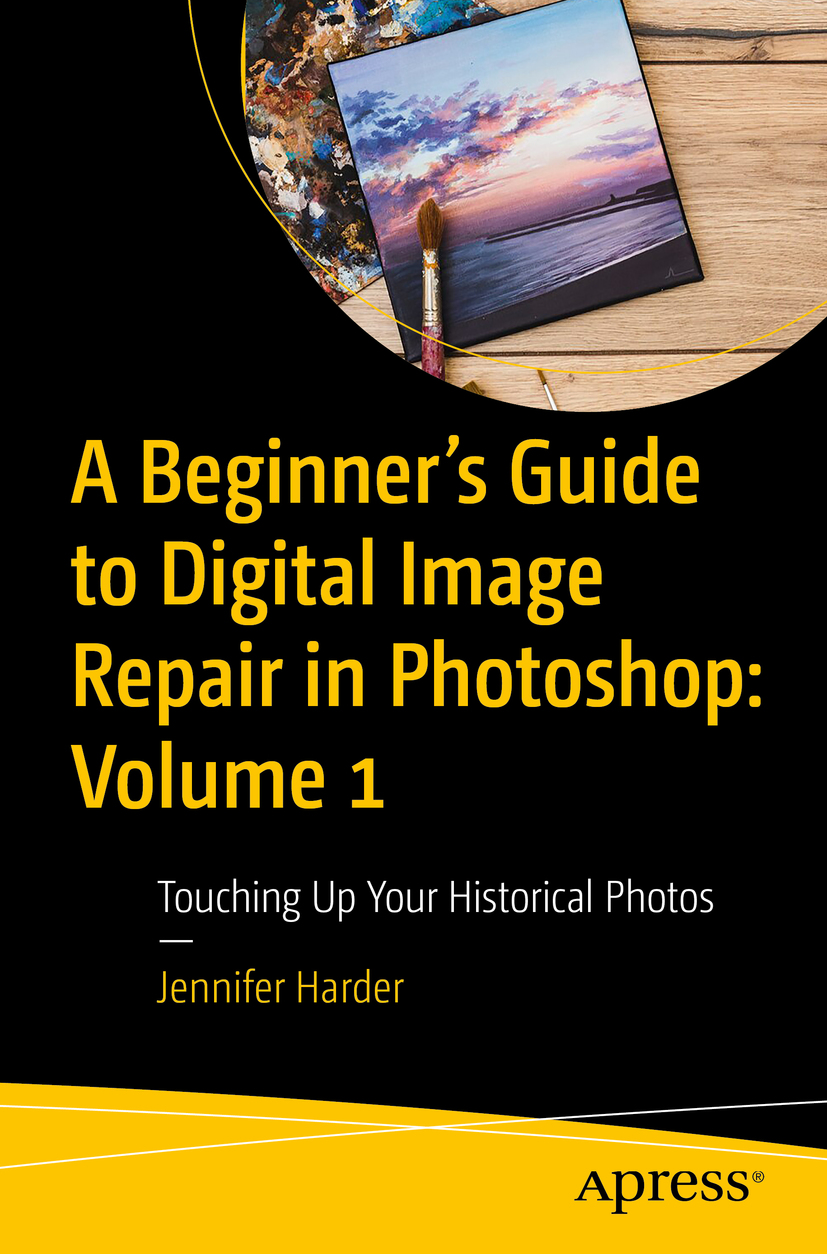 A Beginner’s Guide
to Digital Image
Repair in Photoshop:
Volume 1
Touching Up Your Historical Photos
—
Jennifer Harder
Apress®